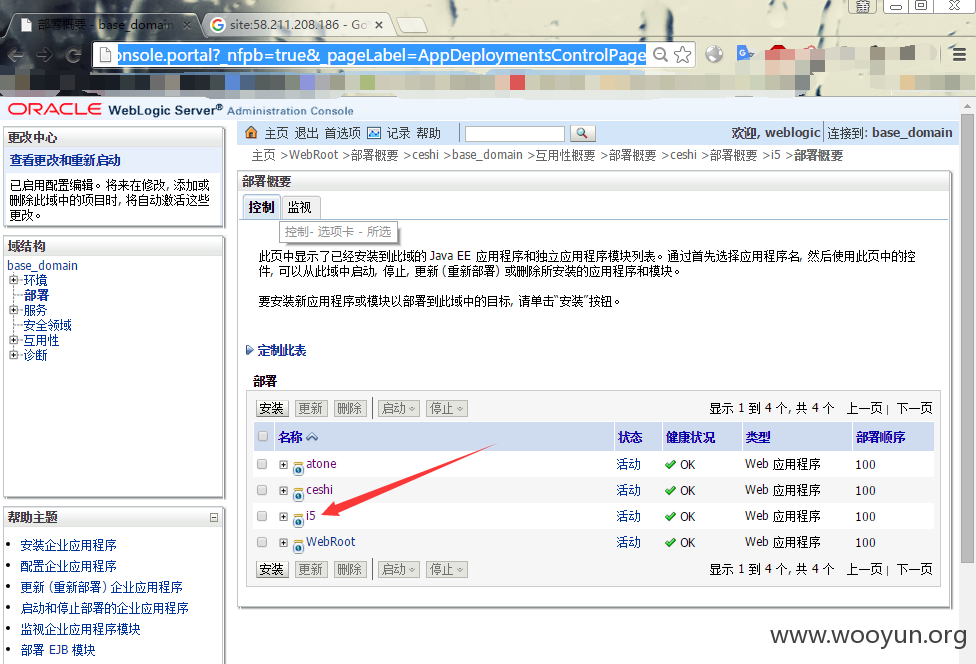 部署概要 - base_domain
site:58.211.208.186 - Go
onsole.portal?_nfpb=true&_pageLabel=AppDeploymentsControlPage
ORACLE WebLogic Server® Administration Console
更改中心
查看更改和重新启动
已启用配置编辑。将来在修改, 添加或
删除此域中的项目时, 将自动激活这些
更改。
域结构
base_domain
环境
部署
服务
安全领域
互用性
诊断
帮助主题
安装企业应用程序
配置企业应用程序
更新 (重新部署) 企业应用程序
启动和停止部署的企业应用程序
监视企业应用程序模块
部署 EJB 模块
主页 退出 首选项 记录 帮助
欢迎, weblogic 连接到: base_domain
主页 >WebRoot >部署概要 >ceshi >base_domain >互用性概要 >部署概要 >ceshi >部署概要 >i5 >部署概要
部署概要
控制 监视
控制- 选项卡 - 所选
此页中显示了已经安装到此域的 Java EE 应用程序和独立应用程序模块列表。通过首先选择应用程序名, 然后使用此页中的控
件, 可以从此域中启动, 停止, 更新 (重新部署) 或删除所安装的应用程序和模块。
要安装新应用程序或模块以部署到此域中的目标, 请单击“安装”按钮。
定制此表
部署
安装 更新 删除 启动 停止 显示 1 到 4 个, 共 4 个 上一页 | 下一页
名称 状态 健康状况 类型 部署顺序
atone 活动 OK Web 应用程序 100
ceshi 活动 OK Web 应用程序 100
i5 活动 OK Web 应用程序 100
WebRoot 活动 OK Web 应用程序 100
安装 更新 删除 启动 停止 显示 1 到 4 个, 共 4 个 上一页 | 下一页
www.wooyun.org